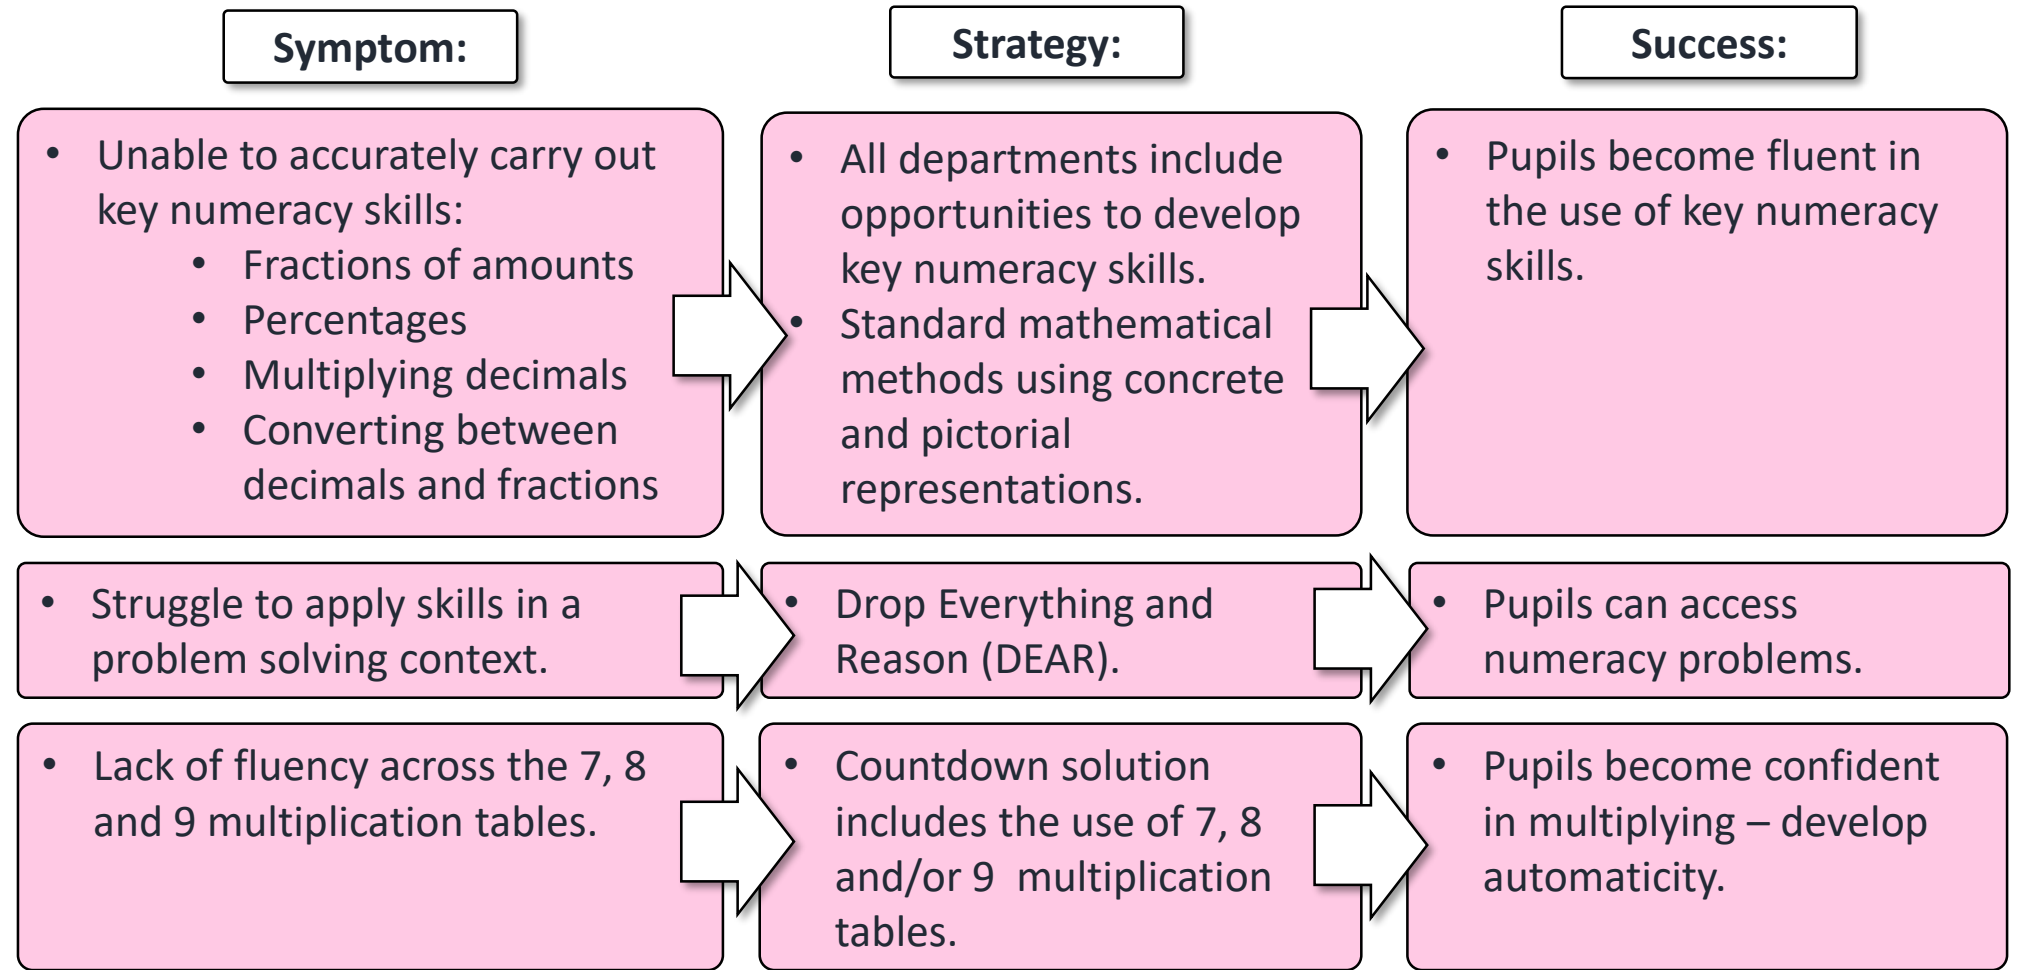 Symptom:
Strategy:
Success:
• Unable to accurately carry out
key numeracy skills:
• Fractions of amounts
• Percentages
• Multiplying decimals
• Converting between
decimals and fractions
• All departments include
opportunities to develop
key numeracy skills.
• Standard mathematical
methods using concrete
and pictorial
representations.
• Pupils become fluent in
the use of key numeracy
skills.
• Struggle to apply skills in a
problem solving context.
• Drop Everything and
Reason (DEAR).
• Pupils can access
numeracy problems.
• Lack of fluency across the 7, 8
and 9 multiplication tables.
• Countdown solution
includes the use of 7, 8
and/or 9  multiplication
tables.
• Pupils become confident
in multiplying – develop
automaticity.